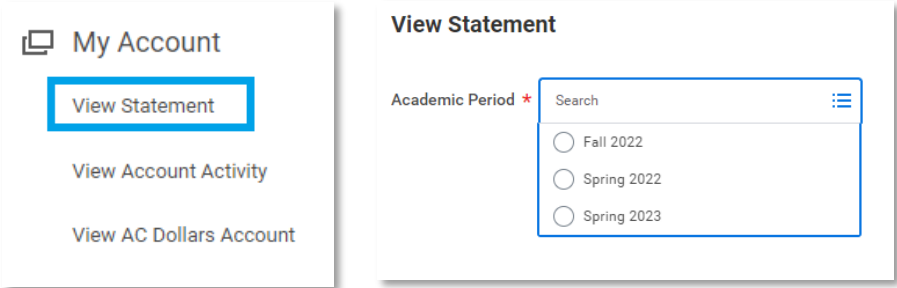 My Account
View Statement
View Account Activity
View AC Dollars Account
View Statement
Academic Period *
Search
Fall 2022
Spring 2022
Spring 2023